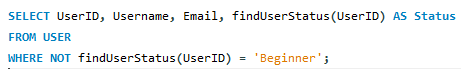 SELECT UserID, Username, Email, findUserStatus(UserID) AS Status
FROM USER
WHERE NOT findUserStatus(UserID) = 'Beginner';